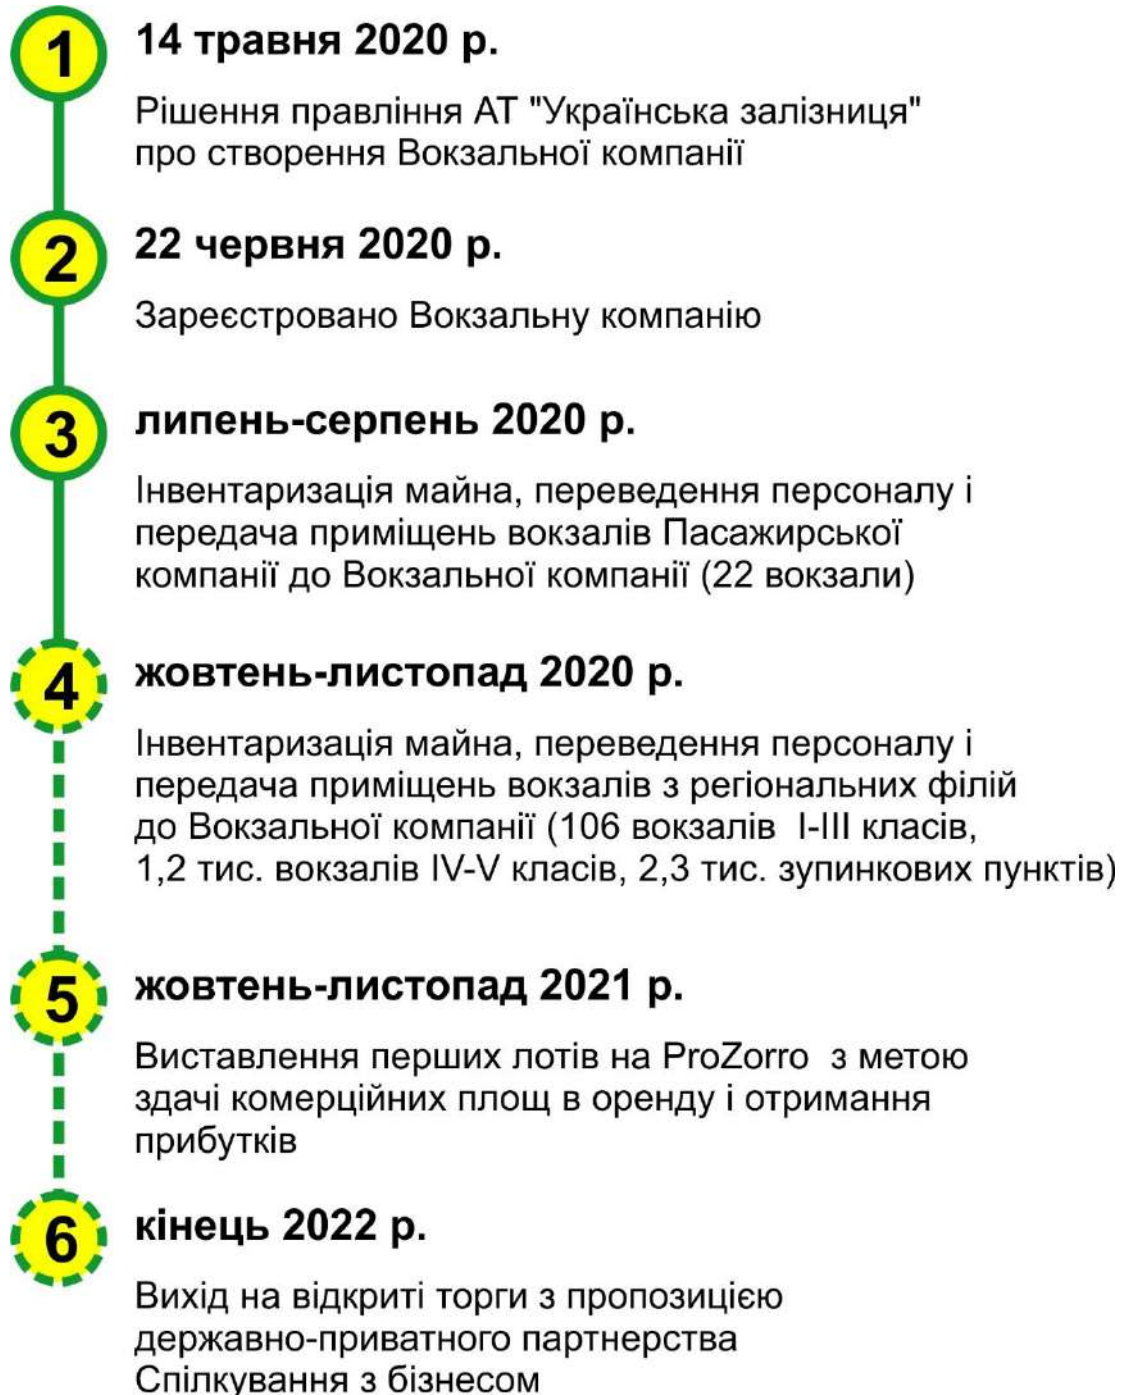 1
14 травня 2020 р.
Рішення правління АТ "Українська залізниця"
про створення Вокзальної компанії
2
22 червня 2020 р.
Зареєстровано Вокзальну компанію
3
липень-серпень 2020 р.
Інвентаризація майна, переведення персоналу і
передача приміщень вокзалів Пасажирської
компанії до Вокзальної компанії (22 вокзали)
4
жовтень-листопад 2020 р.
Інвентаризація майна, переведення персоналу і
передача приміщень вокзалів з регіональних філій
до Вокзальної компанії (106 вокзалів І-ІІІ класів,
1,2 тис. вокзалів IV-V класів, 2,3 тис. зупинкових пунктів)
5
жовтень-листопад 2021 р.
Виставлення перших лотів на ProZorro з метою
здачі комерційних площ в оренду і отримання
прибутків
6
кінець 2022 р.
Вихід на відкриті торги з пропозицією
державно-приватного партнерства
Спілкування з бізнесом